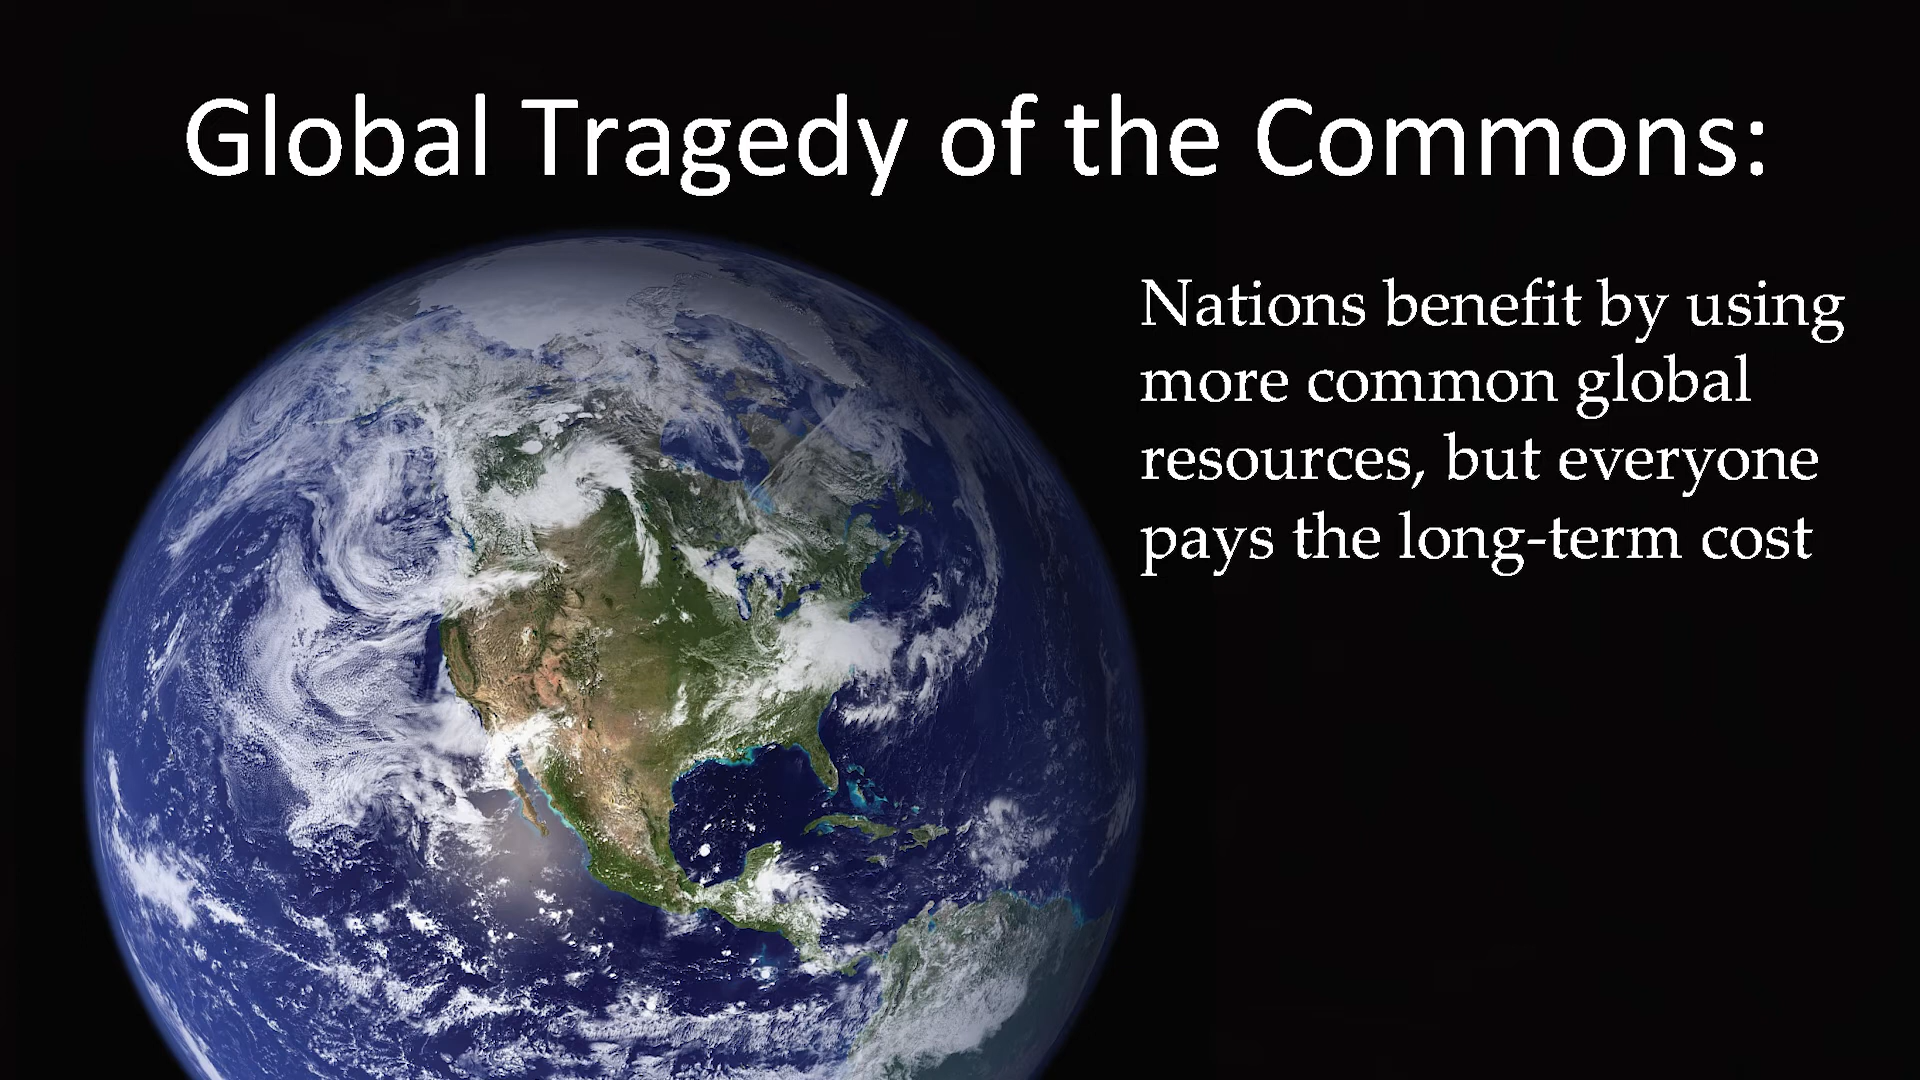 Global Tragedy of the Commons:
Nations benefit by using
more common global
resources, but everyone
pays the long-term cost